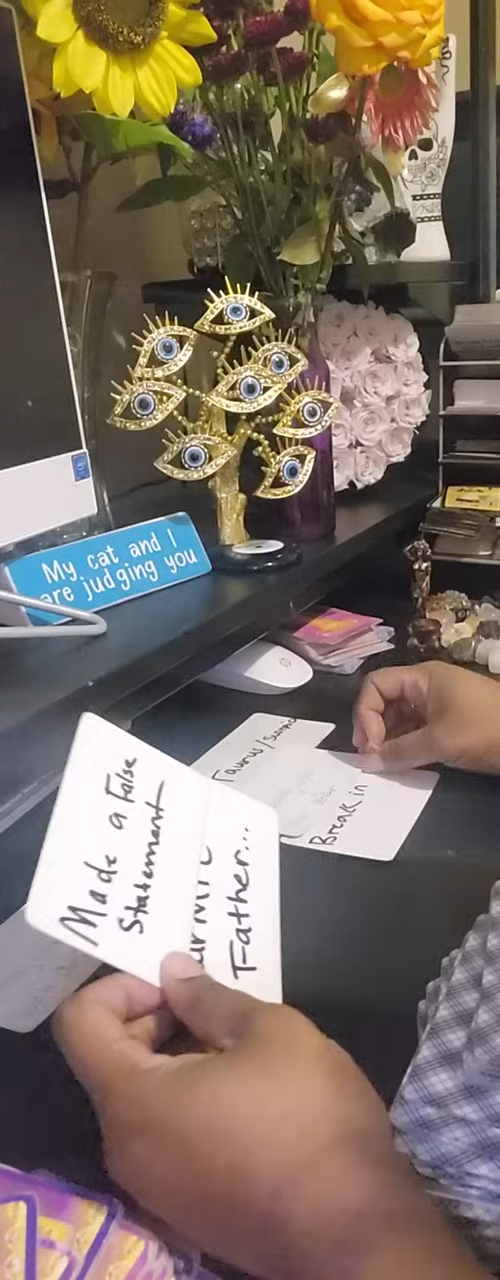 My cat and I
are judging you
Taurus/Scorpio
Break in
Made a False
Statement
Father...